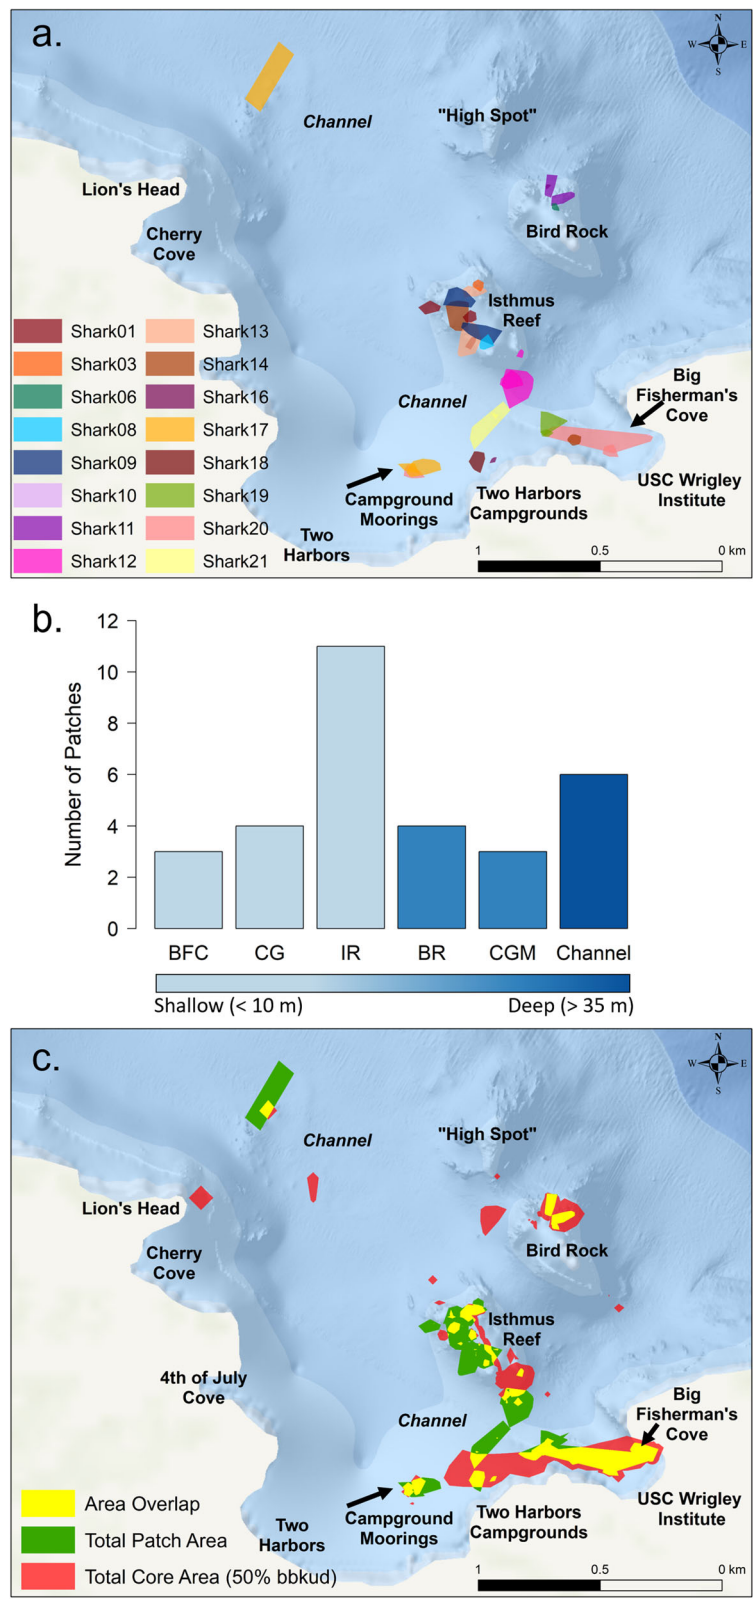 a.
N
W E
S
Channel
"High Spot"
Lion's Head
Cherry
Cove
Bird Rock
Isthmus
Reef
Shark01 Shark13
Shark03 Shark14
Shark06 Shark16
Shark08 Shark17
Shark09 Shark18
Shark10 Shark19
Shark11 Shark20
Shark12 Shark21
Channel
Big
Fisherman's
Cove
Campground
Moorings
Two Harbors
Campgrounds
USC Wrigley
Institute
Two
Harbors
1 0.5 0 km
b.
Number of Patches
12
10
8
6
4
2
0
BFC CG IR BR CGM Channel
Shallow (< 10 m) Deep (> 35 m)
c.
N
W E
S
Channel
"High Spot"
Lion's Head
Cherry
Cove
Bird Rock
Isthmus
Reef
4th of July
Cove
Channel
Big
Fisherman's
Cove
Campground
Moorings
Two Harbors
Campgrounds
USC Wrigley
Institute
Two
Harbors
Area Overlap
Total Patch Area
Total Core Area (50% bbkud)
1 0.5 0 km